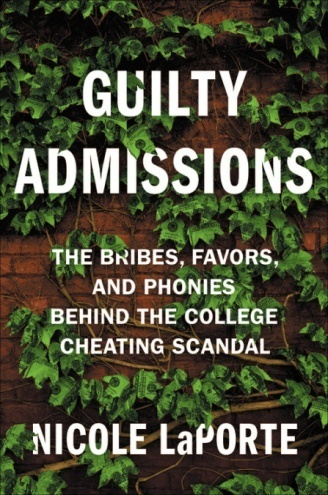 GUILTY
ADMISSIONS
THE BRIBES, FAVORS,
AND PHONIES
BEHIND THE COLLEGE
CHEATING SCANDAL
NICOLE LaPORTE